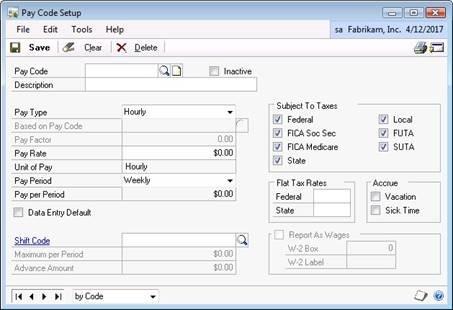 Pay Code Setup
File Edit Tools Help sa Fabrikam, Inc. 4/12/2017
Save Clear Delete
Pay Code Inactive
Description
Pay Type Hourly
Based on Pay Code
Pay Factor 0.00
Pay Rate $0.00
Unit of Pay Hourly
Pay Period Weekly
Pay per Period $0.00
Data Entry Default
Shift Code
Maximum per Period $0.00
Advance Amount $0.00
Subject To Taxes
Federal Local
FICA Soc Sec FUTA
FICA Medicare SUTA
State
Flat Tax Rates
Federal
State
Accrue
Vacation
Sick Time
Report As Wages
W-2 Box 0
W-2 Label
by Code